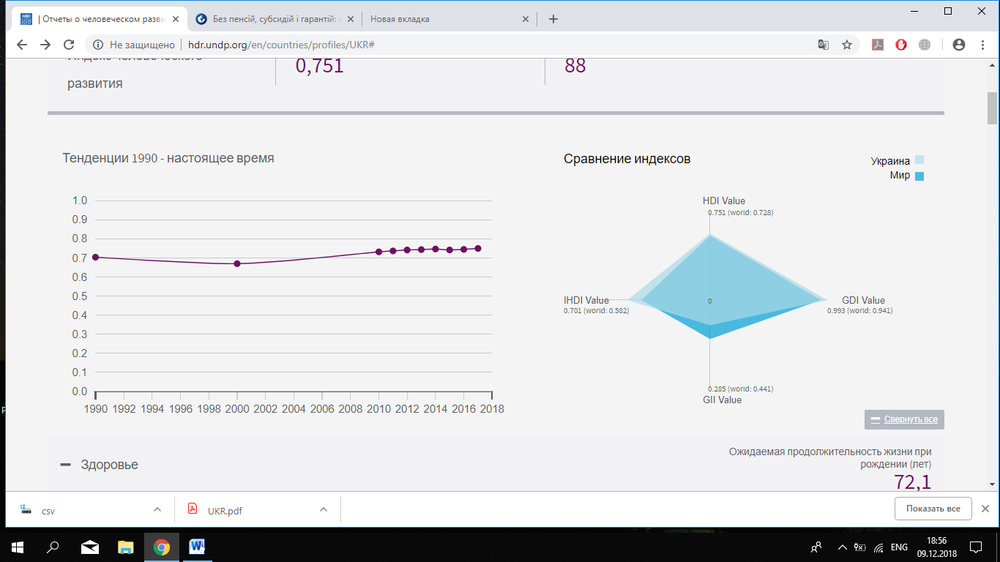 | Отчеты о человеческом разви
Без пенсій, субсидій і гарантій:
Новая вкладка
Не защищено
hdr.undp.org/en/countries/profiles/UKR#
Индекс человеческого
развития
0,751
88
Тенденции 1990 - настоящее время
1.0
0.9
0.8
0.7
0.6
0.5
0.4
0.3
0.2
0.1
0.0
1990 1992 1994 1996 1998 2000 2002 2004 2006 2008 2010 2012 2014 2016 2018
Сравнение индексов
Украина
Мир
HDI Value
0.751 (world: 0.728)
IHDI Value
0.701 (world: 0.582)
0
GDI Value
0.993 (world: 0.941)
0.285 (world: 0.441)
GII Value
Свернуть все
Здоровье
Ожидаемая продолжительность жизни при
рождении (лет)
72,1
csv
UKR.pdf
Показать все
ENG
18:56
09.12.2018